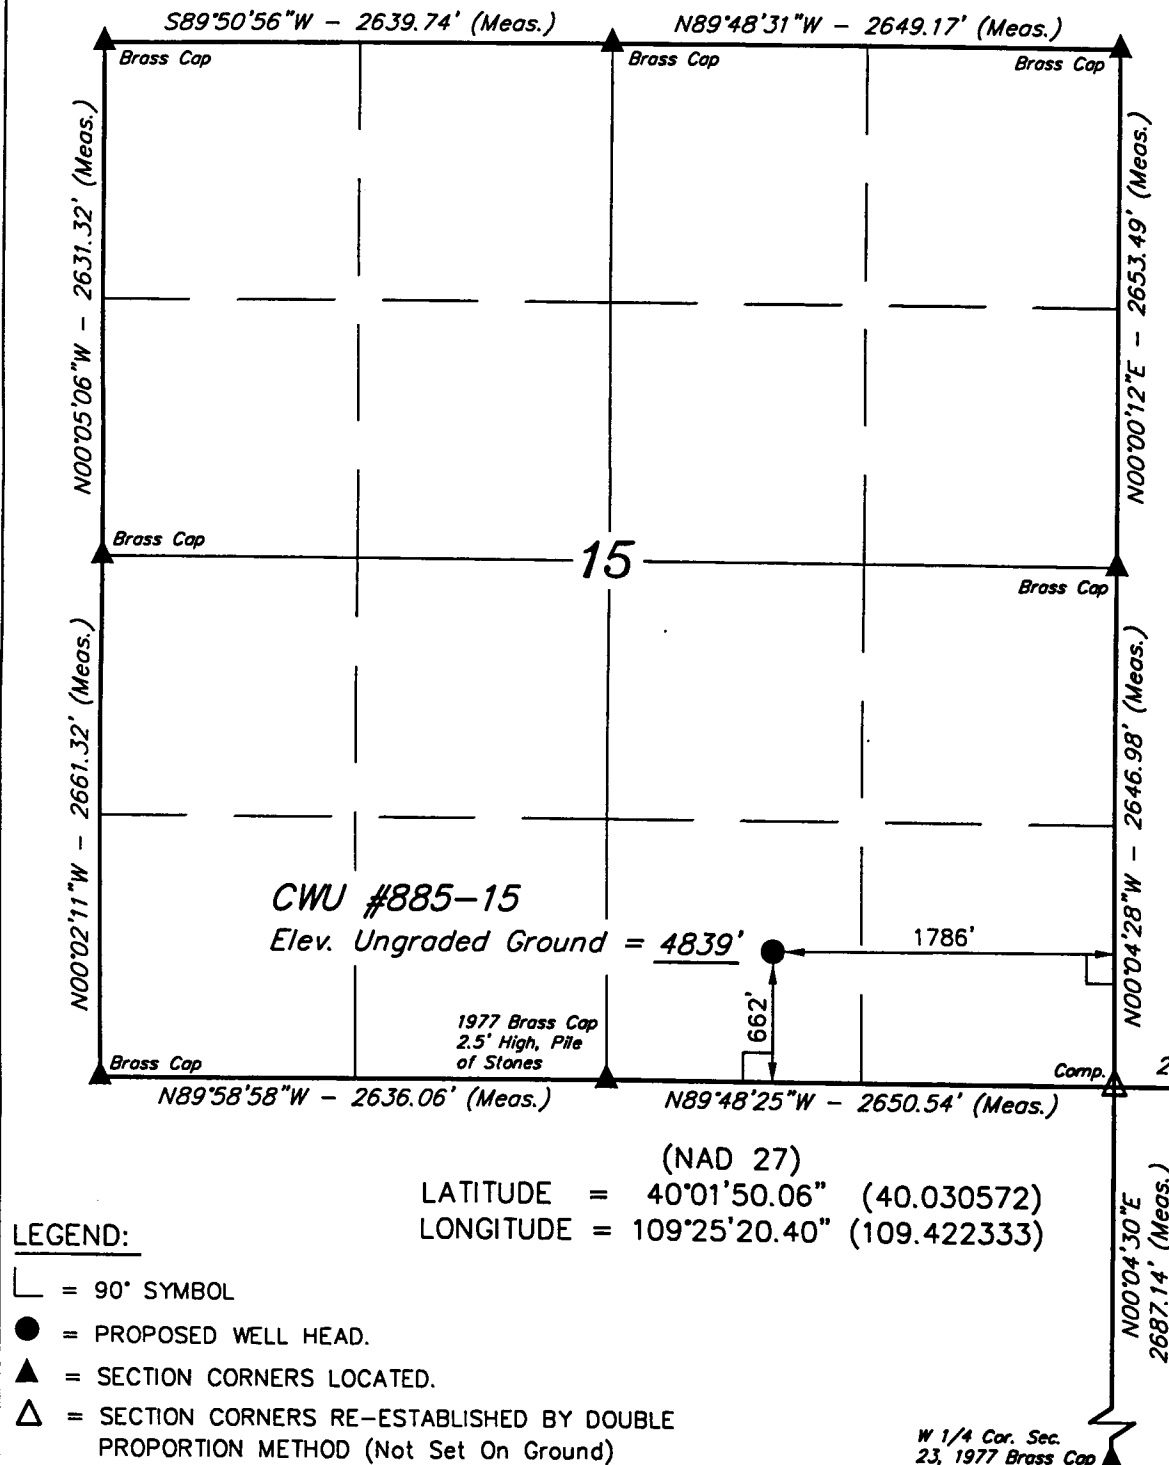 S89°50'56"W - 2639.74' (Meas.)
N89°48'31"W - 2649.17' (Meas.)
Brass Cap
Brass Cap
Brass Cap
N00°05'06"W - 2631.32' (Meas.)
N00°00'12"E - 2653.49' (Meas.)
Brass Cap
15
Brass Cap
N00°02'11"W - 2661.32' (Meas.)
N00°04'28"W - 2646.98' (Meas.)
CWU #885-15
Elev. Ungraded Ground = 4839'
1786'
662'
1977 Brass Cap
2.5' High, Pile
of Stones
Brass Cap
Comp.
2
N89°58'58"W - 2636.06' (Meas.)
N89°48'25"W - 2650.54' (Meas.)
(NAD 27)
LATITUDE = 40°01'50.06" (40.030572)
LONGITUDE = 109°25'20.40" (109.422333)
N00°04'30"E
2687.14' (Meas.)
LEGEND:
= 90° SYMBOL
= PROPOSED WELL HEAD.
= SECTION CORNERS LOCATED.
= SECTION CORNERS RE-ESTABLISHED BY DOUBLE
PROPORTION METHOD (Not Set On Ground)
W 1/4 Cor. Sec.
23, 1977 Brass Cap